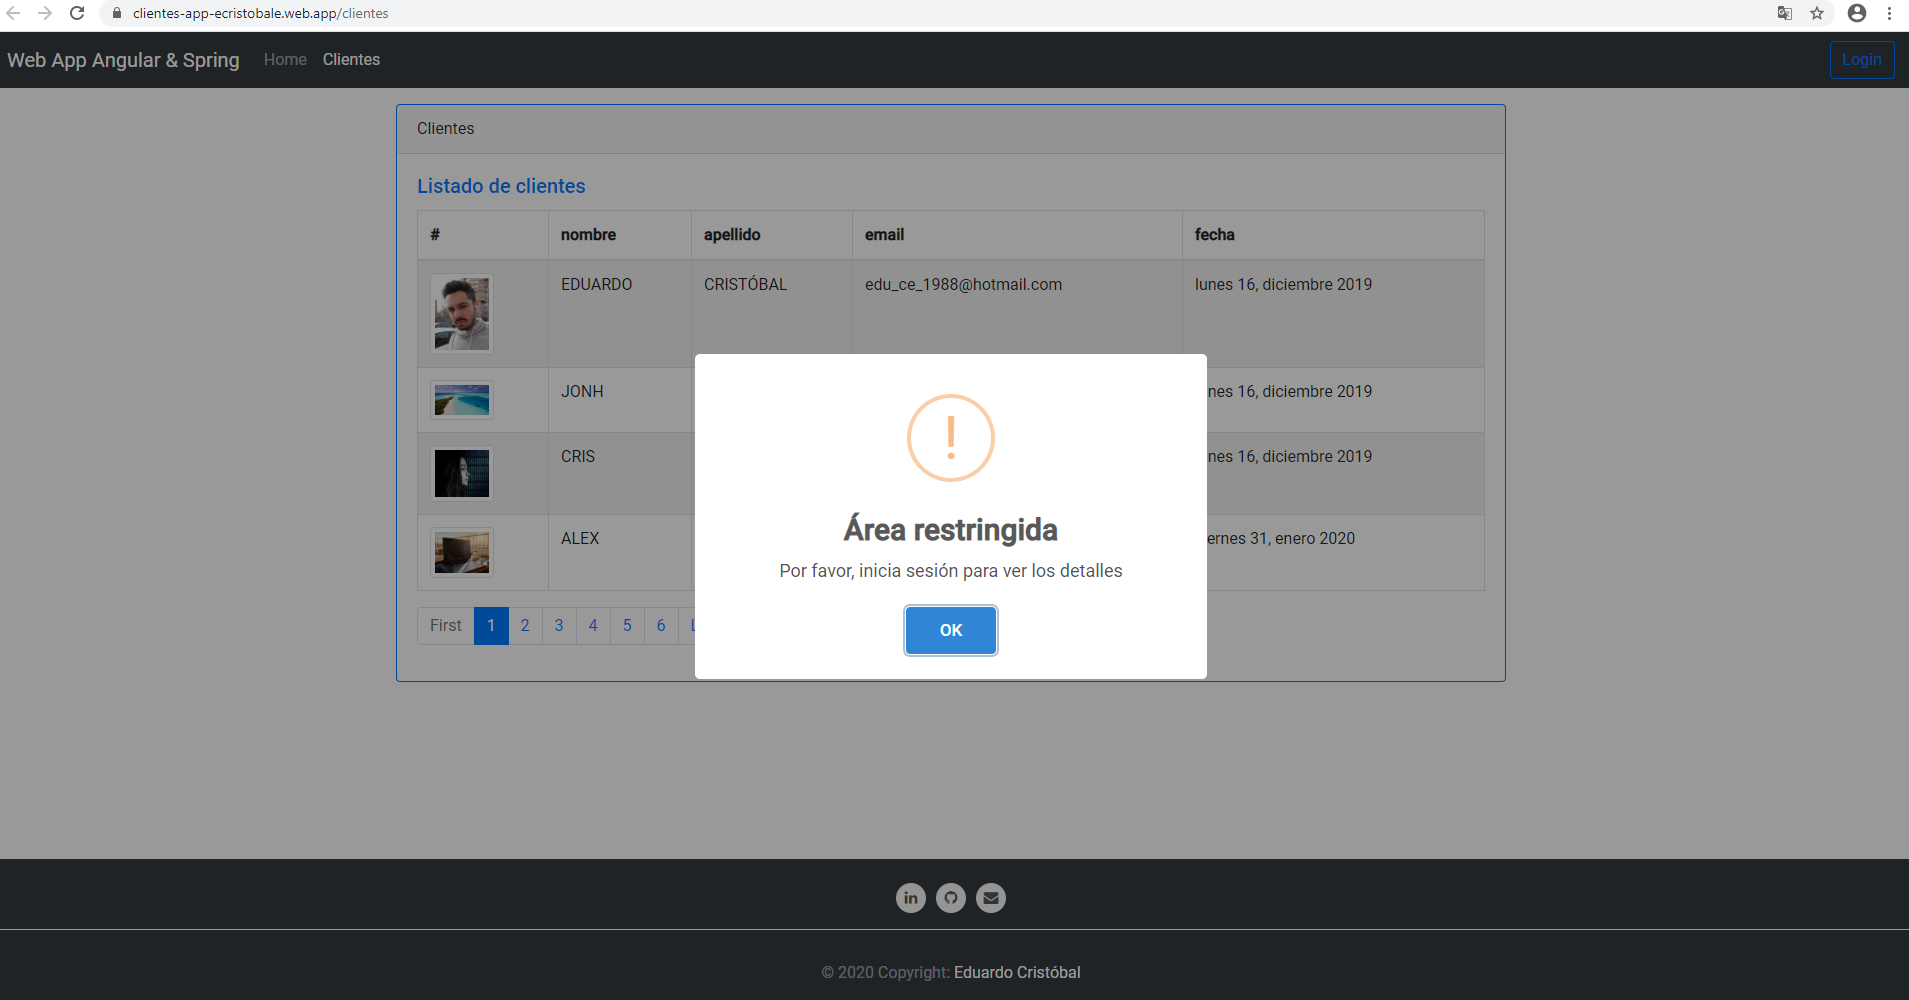 clientes-app-ecristobale.web.app/clientes
Web App Angular & Spring Home Clientes Login
Clientes
Listado de clientes
# nombre apellido email fecha
EDUARDO CRISTÓBAL edu_ce_1988@hotmail.com lunes 16, diciembre 2019
JONH 16, diciembre 2019
CRIS 16, diciembre 2019
ALEX 31, enero 2020
Área restringida
Por favor, inicia sesión para ver los detalles
OK
First 1 2 3 4 5 6
© 2020 Copyright: Eduardo Cristóbal